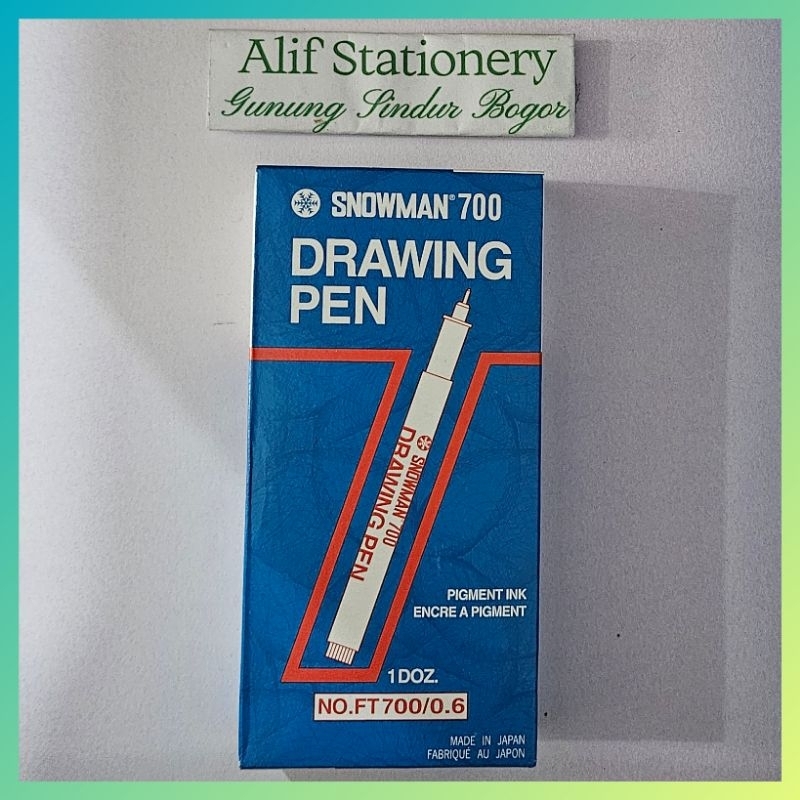 Alif Stationery
Gunung Sindur Bogor
SNOWMAN® 700
DRAWING
PEN
SNOWMAN® 700
DRAWING PEN
PIGMENT INK
ENCRE A PIGMENT
1 DOZ.
NO.FT700/0.6
MADE IN JAPAN
FABRIQUÉ AU JAPON